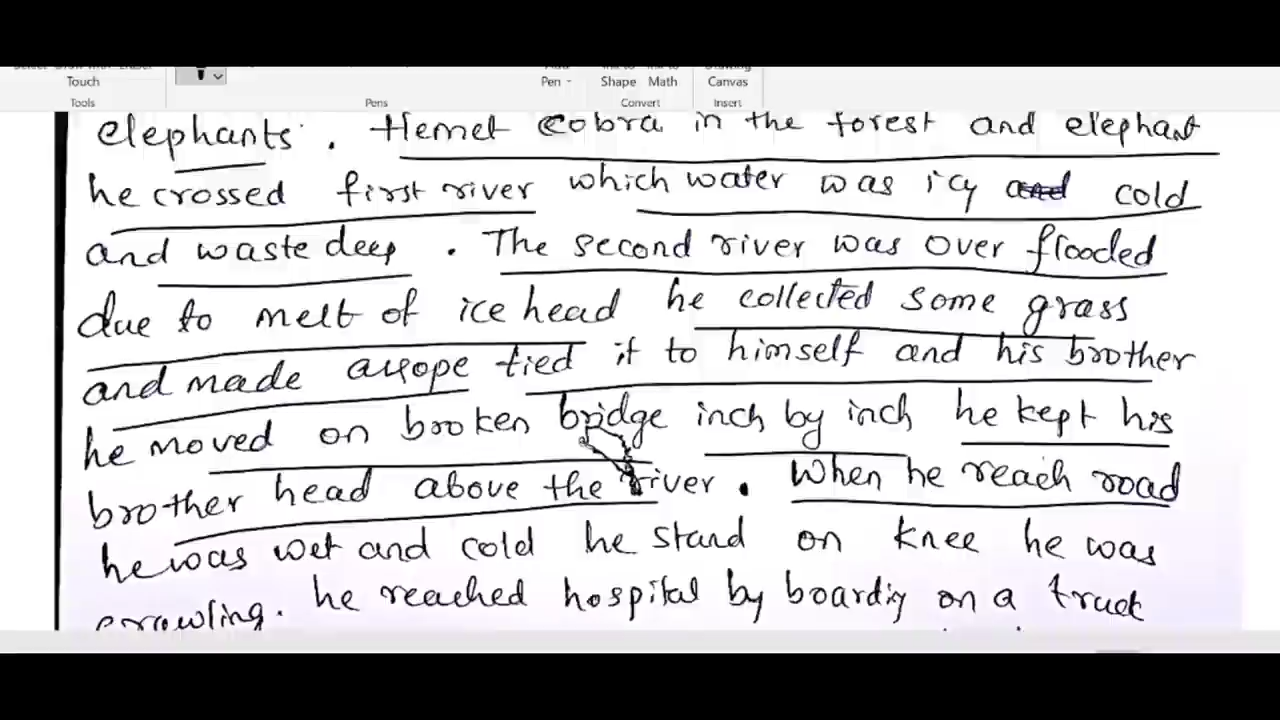 Touch
Pen
Shape Math
Canvas
Tools
Pens
Convert
Insert
elephants. Hemet cobra in the forest and elephant
he crossed first river which water was icy and cold
and waste deep. The second river was over flooded
due to melt of ice head he collected some grass
and made a rope tied it to himself and his brother
he moved on broken bridge inch by inch he kept his
brother head above the river. When he reach road
he was wet and cold he stand on knee he was
crawling. he reached hospital by boardig on a truck